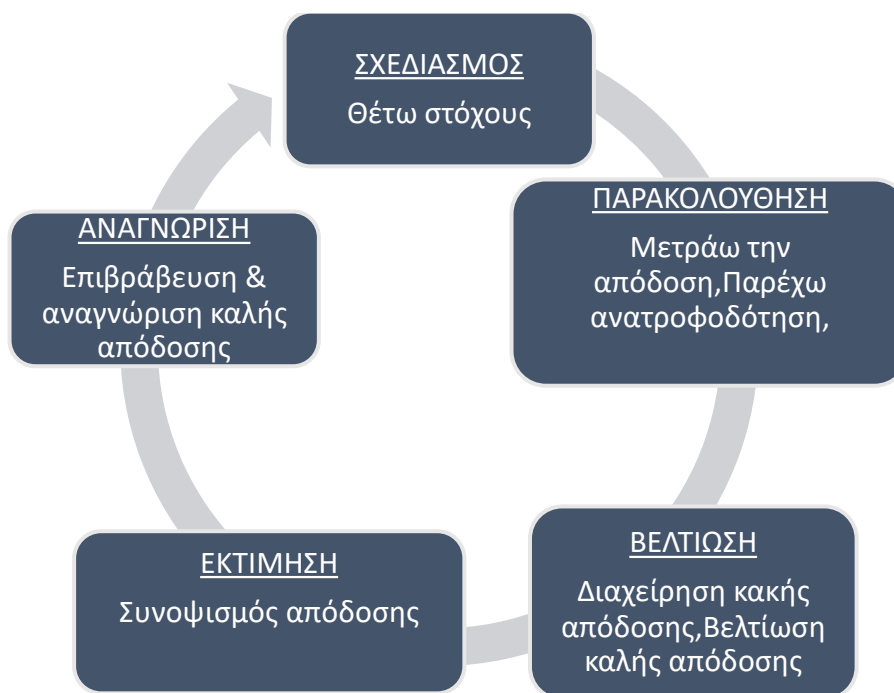 ΣΧΕΔΙΑΣΜΟΣ
Θέτω στόχους
ΠΑΡΑΚΟΛΟΥΘΗΣΗ
Μετράω την
απόδοση,Παρέχω
ανατροφοδότηση,
ΒΕΛΤΙΩΣΗ
Διαχείρηση κακής
απόδοσης,Βελτίωση
καλής απόδοσης
ΕΚΤΙΜΗΣΗ
Συνοψισμός απόδοσης
ΑΝΑΓΝΩΡΙΣΗ
Επιβράβευση &
αναγνώριση καλής
απόδοσης